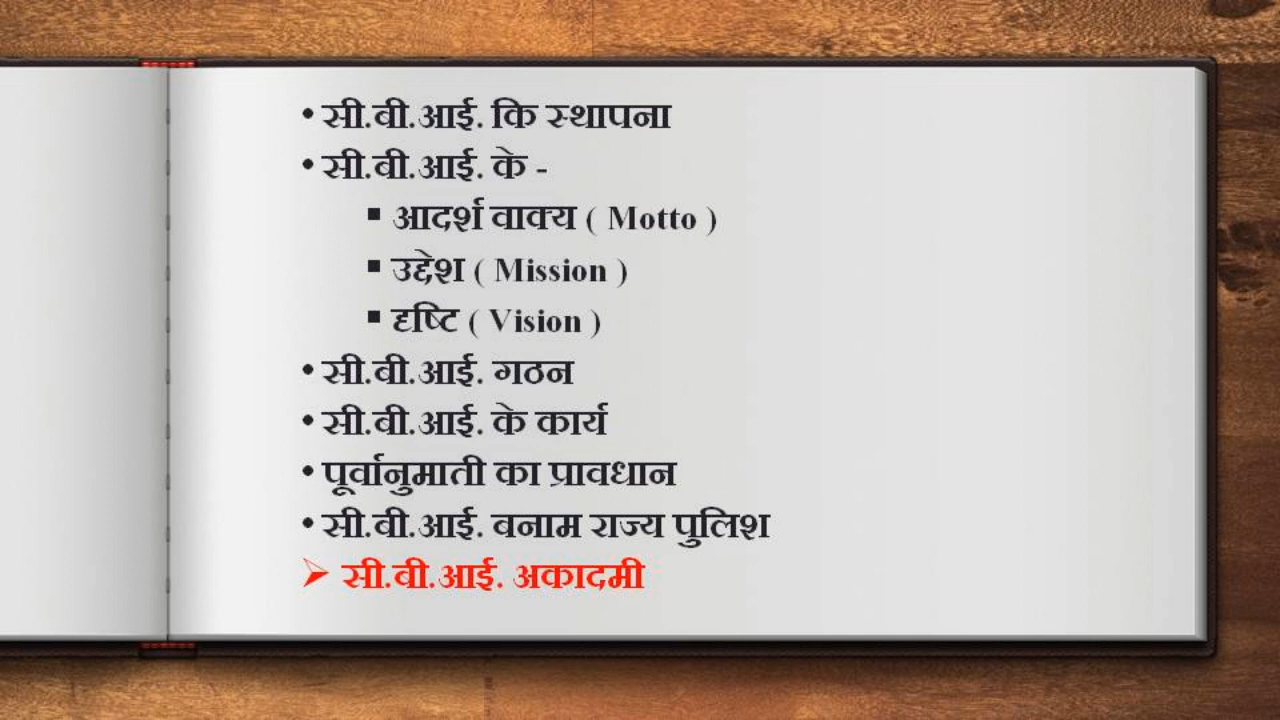 • सी.बी.आई. कि स्थापना
• सी.बी.आई. के -
▪ आदर्श वाक्य ( Motto )
▪ उद्देश ( Mission )
▪ दृष्टि ( Vision )
• सी.बी.आई. गठन
• सी.बी.आई. के कार्य
• पूर्वानुमाती का प्रावधान
• सी.बी.आई. बनाम राज्य पुलिश
➢ सी.बी.आई. अकादमी